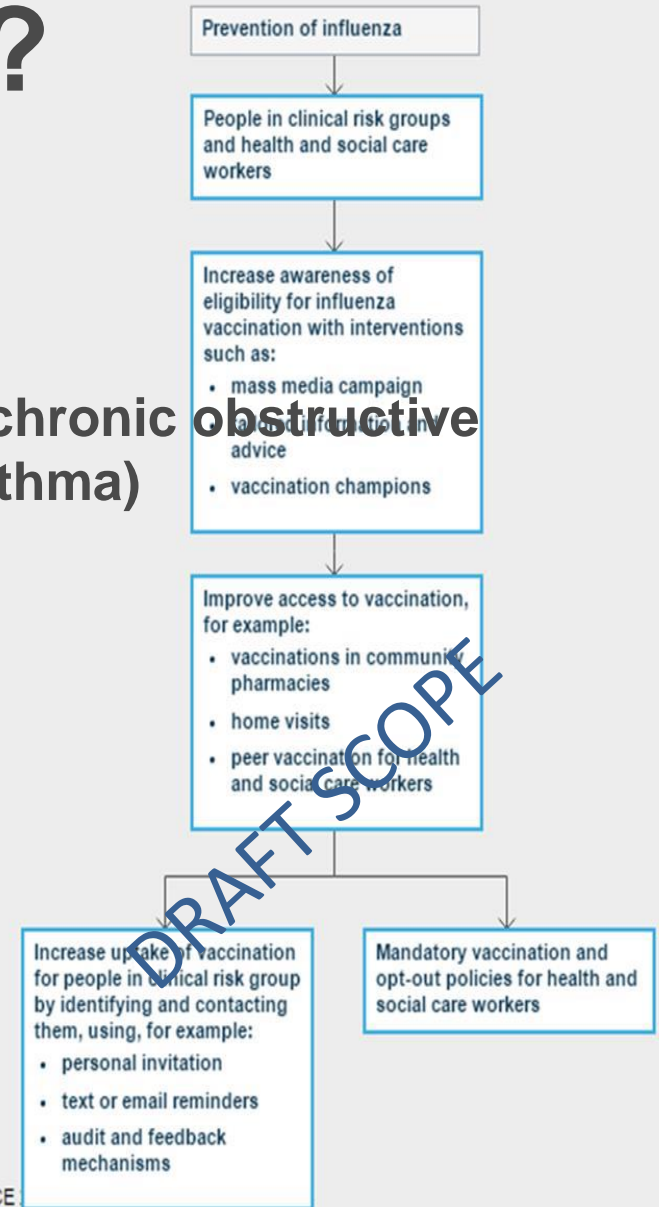 ?
Prevention of influenza
People in clinical risk groups
and health and social care
workers
Increase awareness of
eligibility for influenza
vaccination with interventions
such as:
• mass media campaign
chronic obstructive
• tailored information and
advice
thma)
• vaccination champions
Improve access to vaccination,
for example:
• vaccinations in community
pharmacies
• home visits
• peer vaccination for health
and social care workers
DRAFT SCOPE
Increase uptake of vaccination
for people in clinical risk group
by identifying and contacting
them, using, for example:
• personal invitation
• text or email reminders
• audit and feedback
mechanisms
Mandatory vaccination and
opt-out policies for health and
social care workers
CE